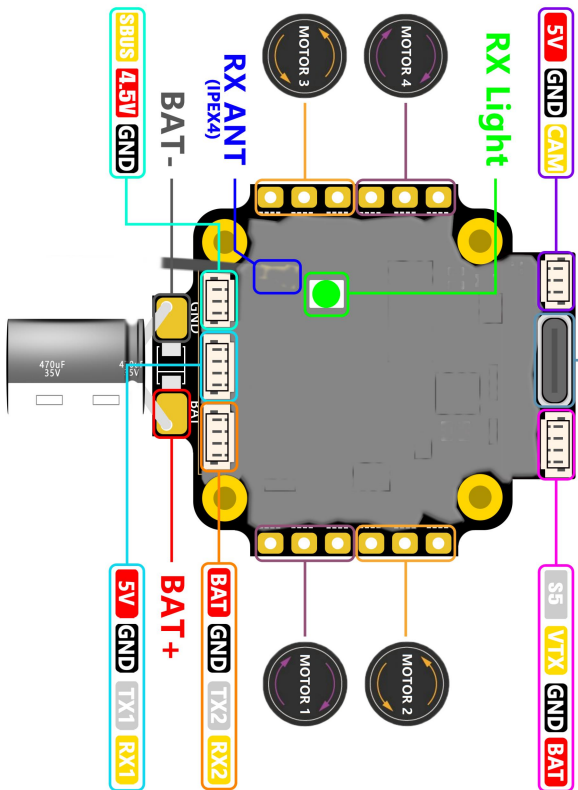 SBUS 4.5V GND
BAT-
RX ANT
(IPEX4)
MOTOR 3
MOTOR 4
RX Light
5V GND CAM
GND
BAT
470uF
35V
5V GND TX1 RX1
BAT+
BAT GND TX2 RX2
MOTOR 1
MOTOR 2
S5 VTX GND BAT